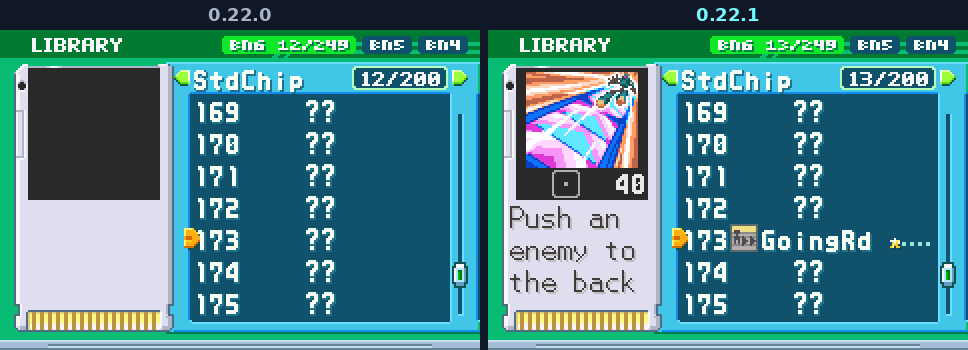 0.22.0
LIBRARY BN6 12/249 BN5 BN4
StdChip 12/200
169 ??
170 ??
171 ??
172 ??
173 ??
174 ??
175 ??
0.22.1
LIBRARY BN6 13/249 BN5 BN4
StdChip 13/200
40
Push an
enemy to
the back
169 ??
170 ??
171 ??
172 ??
173 GoingRd ★....
174 ??
175 ??